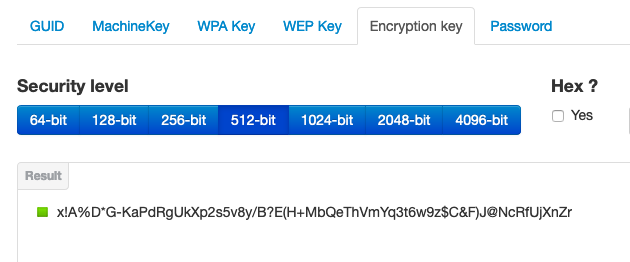 GUID MachineKey WPA Key WEP Key Encryption key Password
Security level Hex ?
64-bit 128-bit 256-bit 512-bit 1024-bit 2048-bit 4096-bit Yes
Result
x!A%D*G-KaPdRgUkXp2s5v8y/B?E(H+MbQeThVmYq3t6w9z$C&F)J@NcRfUjXnZr